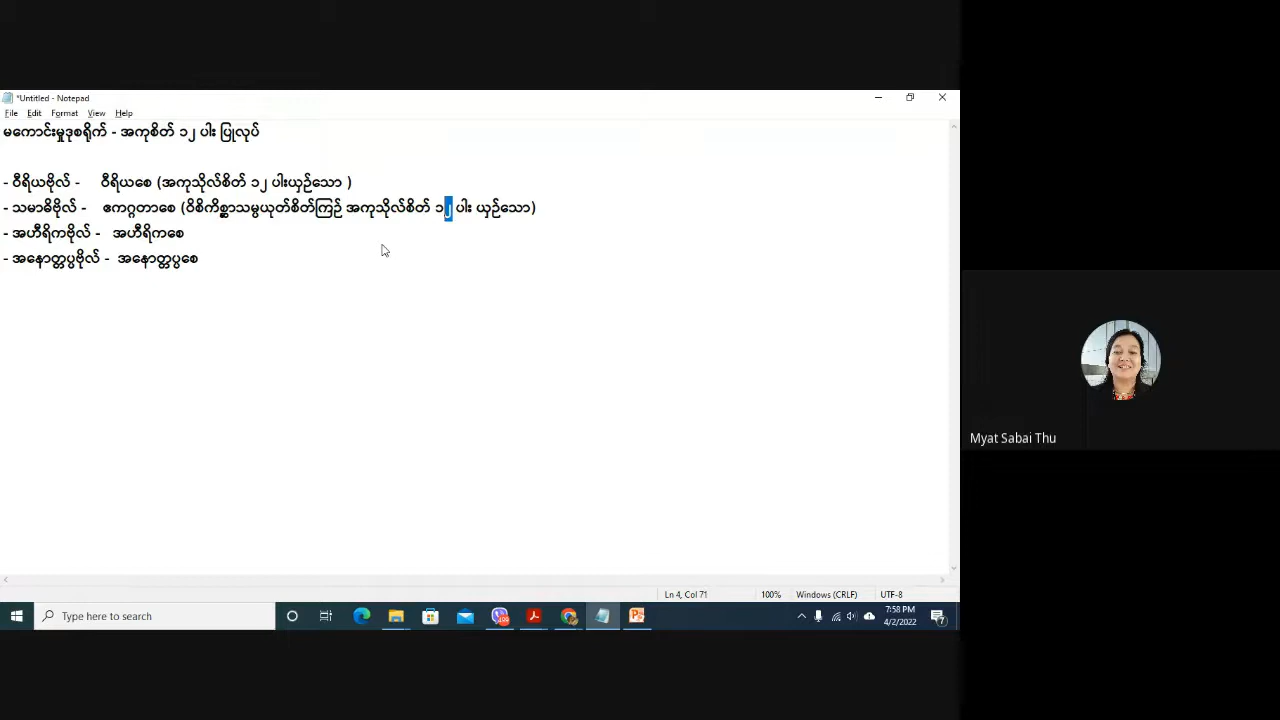 *Untitled - Notepad
File Edit Format View Help
မကောင်းမှုဒုစရိုက် - အကုစိတ် ၁၂ ပါး ပြုလုပ်
- ဝီရိယဗိုလ် - ဝီရိယစေ (အကုသိုလ်စိတ် ၁၂ ပါးယှဉ်သော )
- သမာဓိဗိုလ် - ဧကဂ္ဂတာစေ (ဝိစိကိစ္ဆာသမ္ပယုတ်စိတ်ကြဉ် အကုသိုလ်စိတ် ၁၂ ပါး ယှဉ်သော)
- အဟီရိကဗိုလ် - အဟီရိကစေ
- အနောတ္တပ္ပဗိုလ် - အနောတ္တပ္ပစေ
Myat Sabai Thu
Ln 4, Col 71 100% Windows (CRLF) UTF-8
Type here to search
7:58 PM
4/2/2022